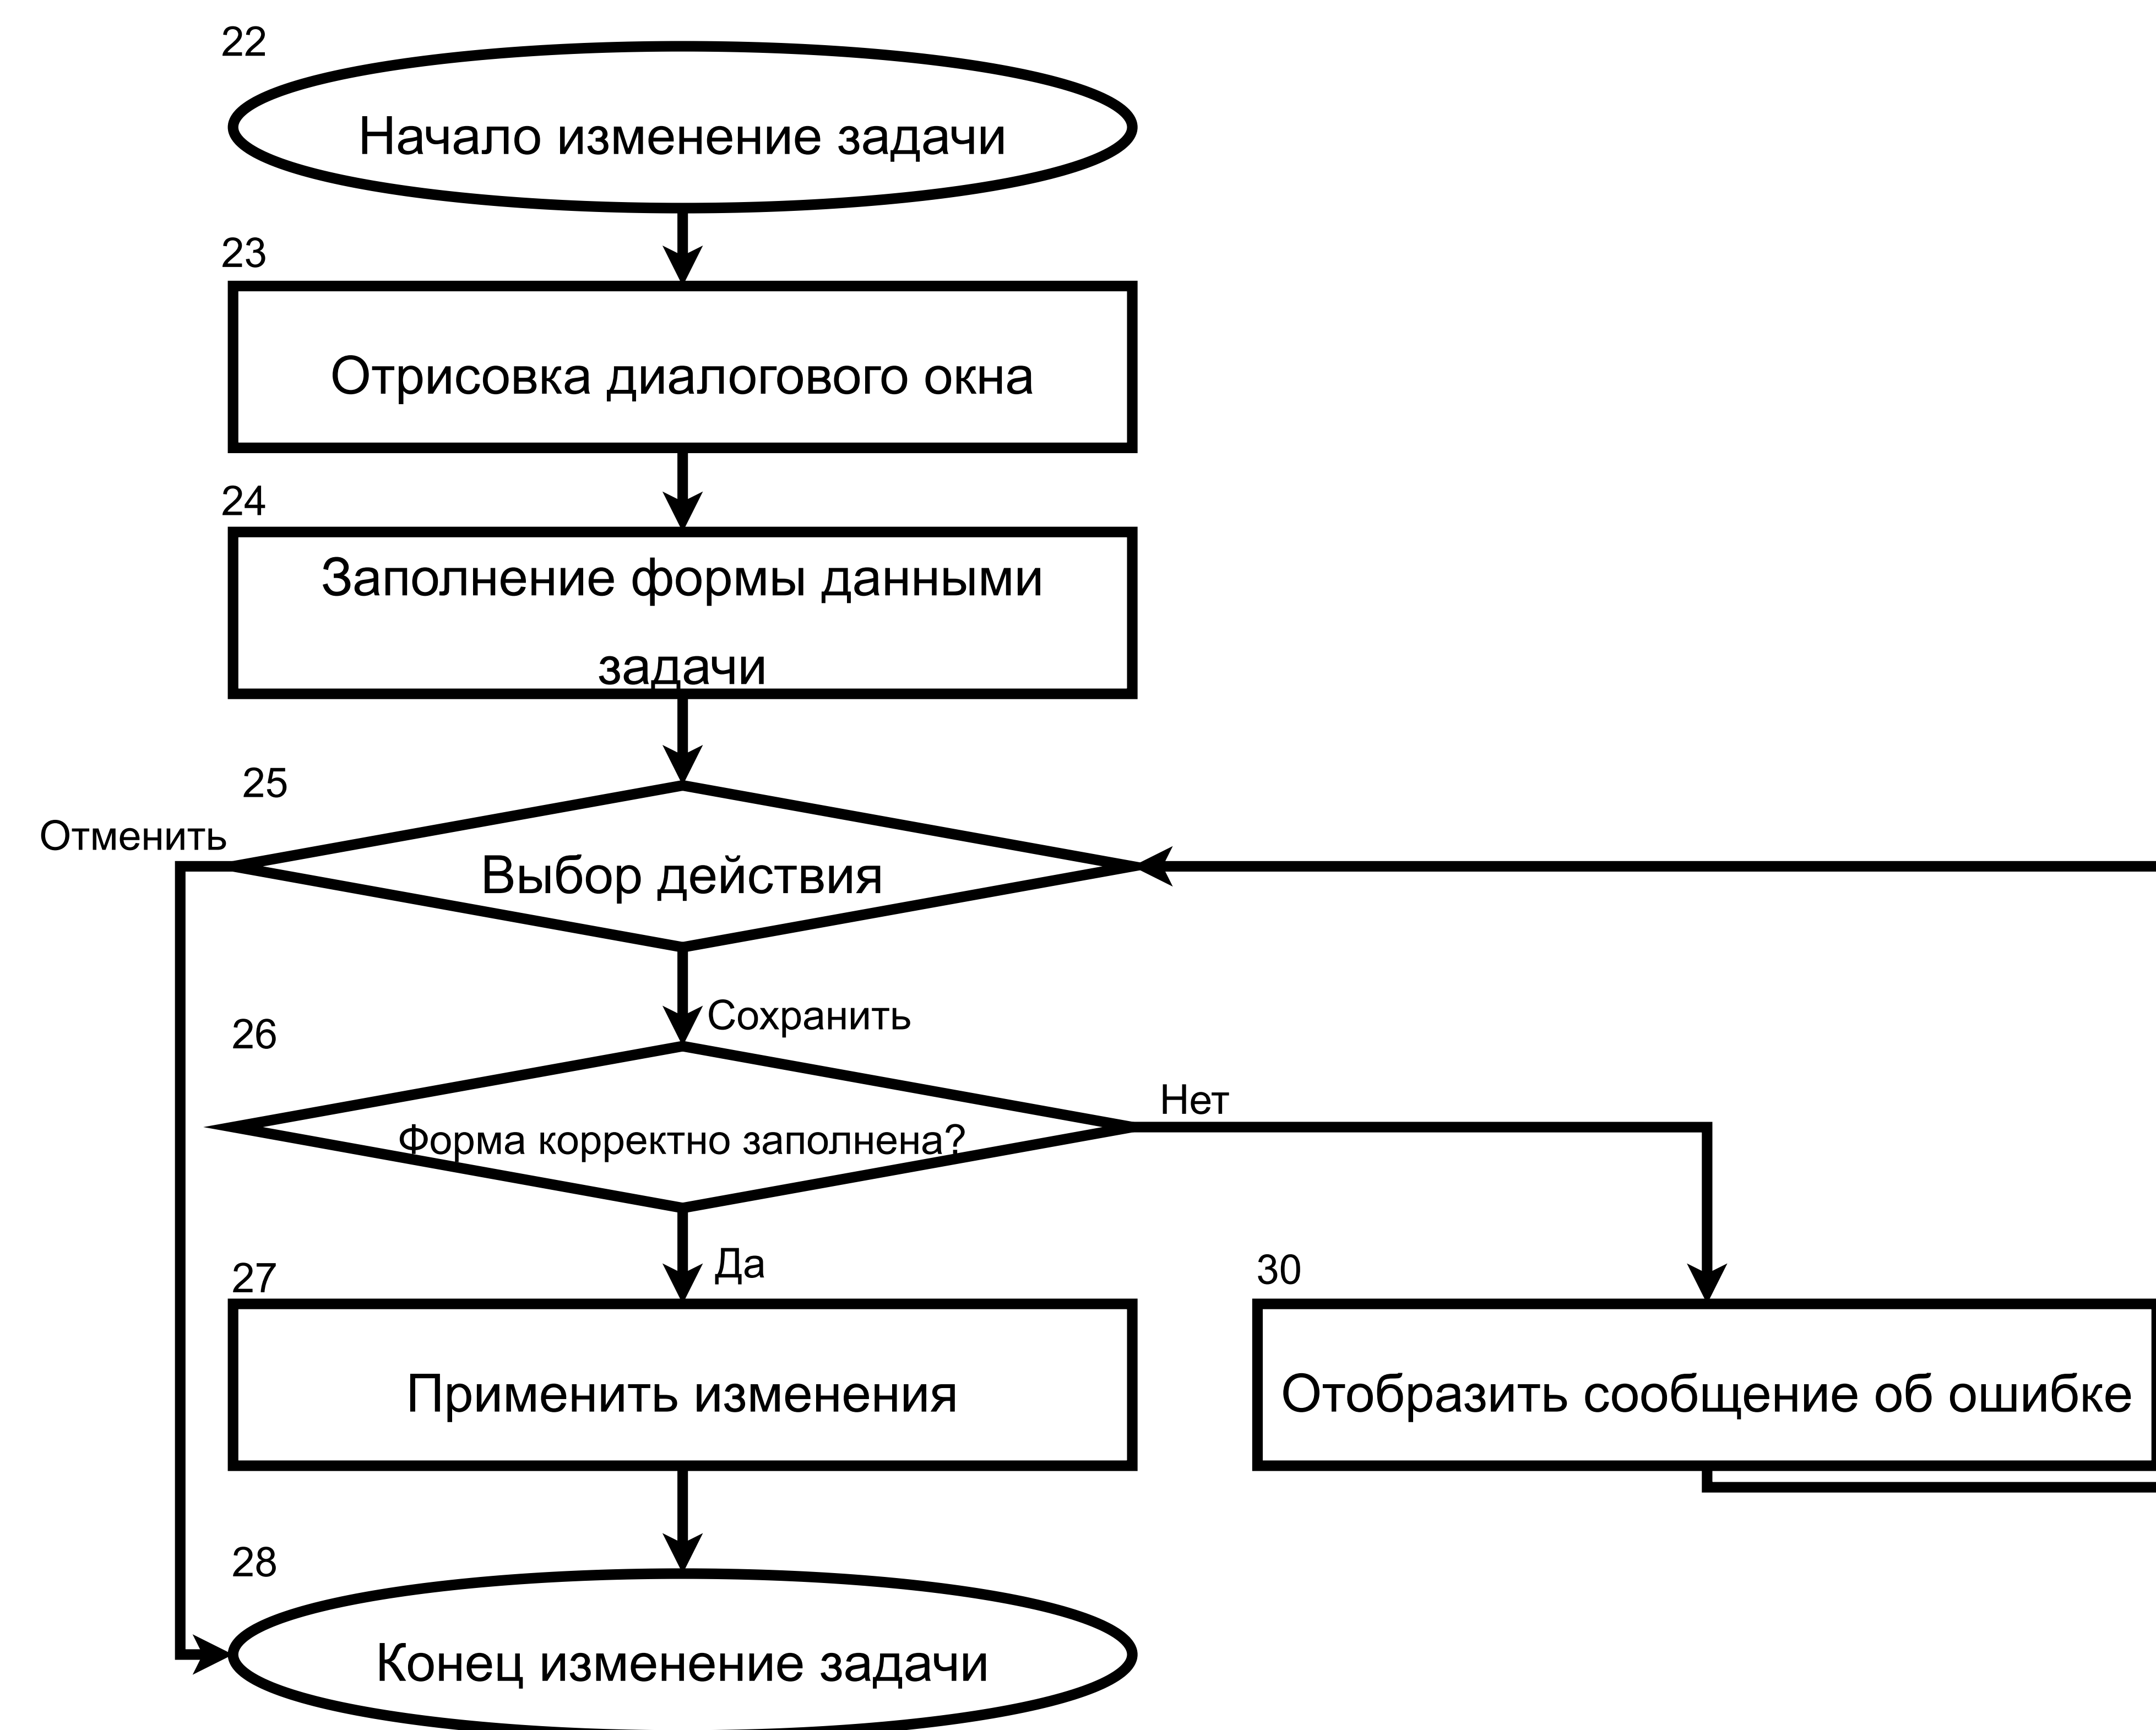 22
Начало изменение задачи
23
Отрисовка диалогового окна
24
Заполнение формы данными
задачи
25
Отменить
Выбор действия
Сохранить
26
Нет
Форма корректно заполнена?
Да
27
30
Применить изменения
Отобразить сообщение об ошибке
28
Конец изменение задачи